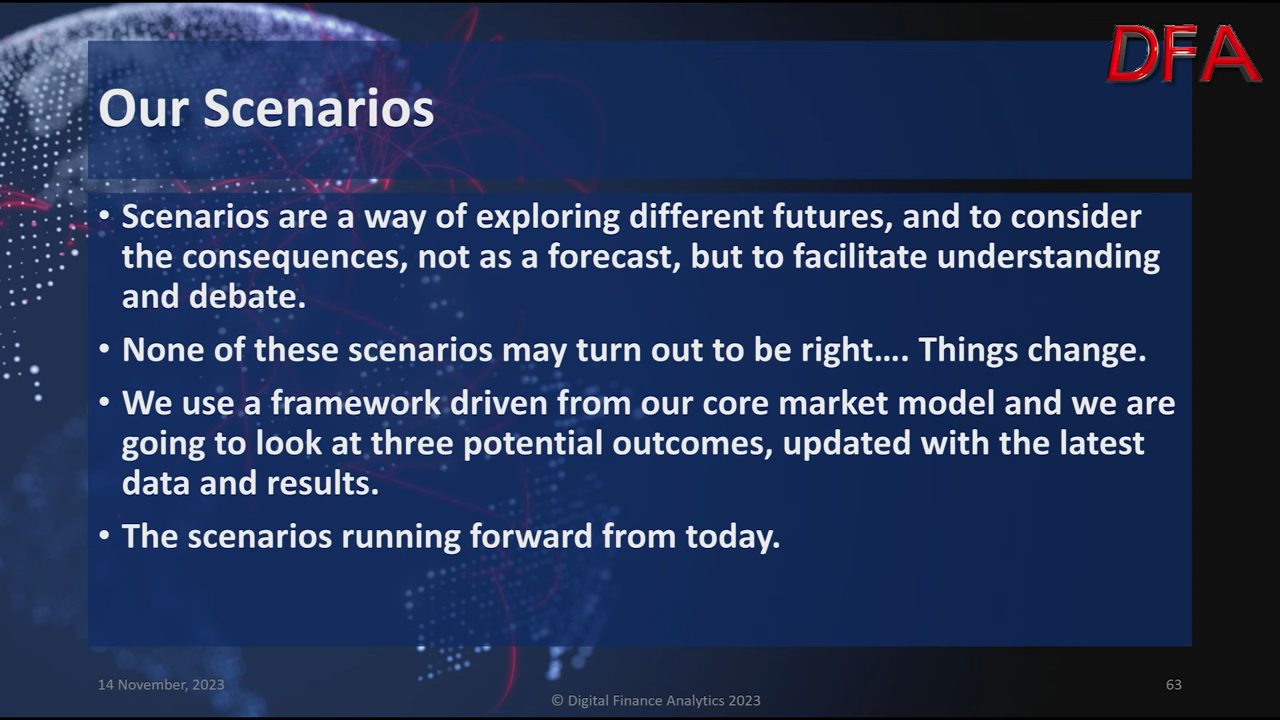 DFA
Our Scenarios
• Scenarios are a way of exploring different futures, and to consider
the consequences, not as a forecast, but to facilitate understanding
and debate.
• None of these scenarios may turn out to be right…. Things change.
• We use a framework driven from our core market model and we are
going to look at three potential outcomes, updated with the latest
data and results.
• The scenarios running forward from today.
14 November, 2023
© Digital Finance Analytics 2023
63